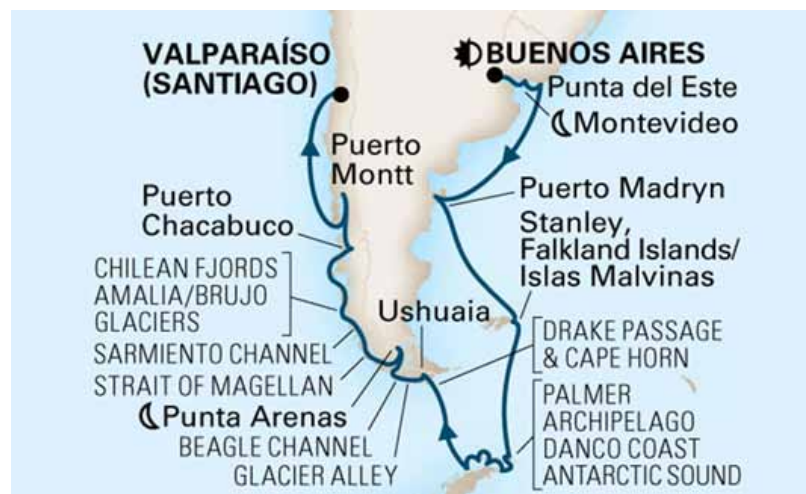 VALPARAÍSO
(SANTIAGO)
BUENOS AIRES
Punta del Este
Montevideo
Puerto
Montt
Puerto Madryn
Puerto
Chacabuco
Stanley,
Falkland Islands/
Islas Malvinas
CHILEAN FJORDS
AMALIA/BRUJO
GLACIERS
Ushuaia
DRAKE PASSAGE
& CAPE HORN
SARMIENTO CHANNEL
STRAIT OF MAGELLAN
Punta Arenas
BEAGLE CHANNEL
GLACIER ALLEY
PALMER
ARCHIPELAGO
DANCO COAST
ANTARCTIC SOUND